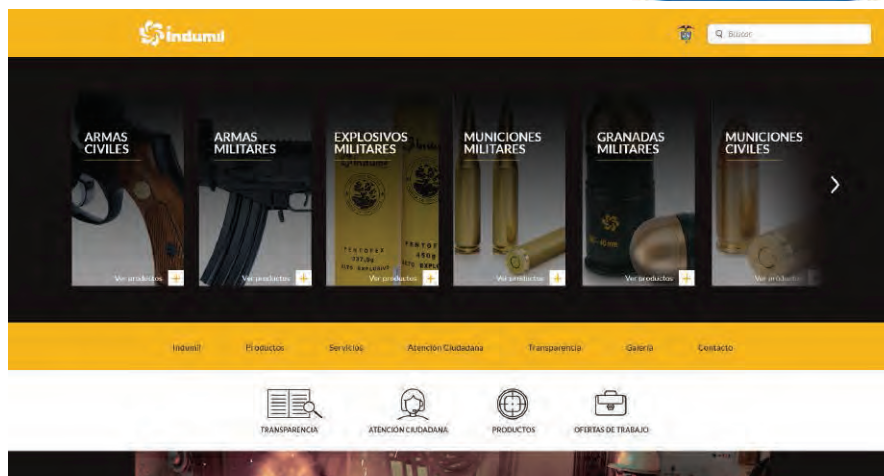 indumil
Buscar
ARMAS
CIVILES
ARMAS
MILITARES
EXPLOSIVOS
MILITARES
MUNICIONES
MILITARES
GRANADAS
MILITARES
MUNICIONES
CIVILES
indumil
PENTOFEX
Ver productos +
Ver productos +
Ver productos +
Ver productos +
Ver productos +
Ver productos +
Indumil
Productos
Servicios
Atención Ciudadana
Transparencia
Galería
Contacto
TRANSPARENCIA
ATENCIÓN CIUDADANA
PRODUCTOS
OFERTAS DE TRABAJO